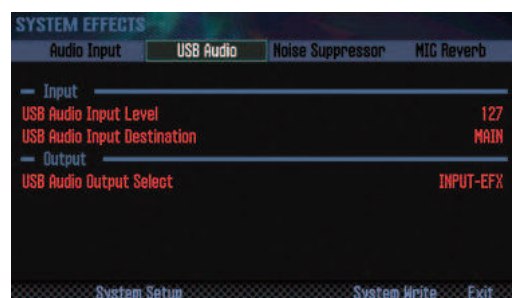 SYSTEM EFFECTS
Audio Input USB Audio Noise Suppressor MIC Reverb
Input
USB Audio Input Level 127
USB Audio Input Destination MAIN
Output
USB Audio Output Select INPUT-EFX
System Setup System Write Exit